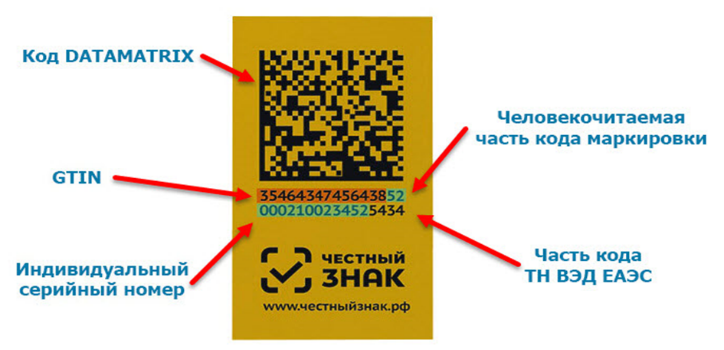 Код DATAMATRIX
GTIN
Индивидуальный
серийный номер
3546434745643852
0002100234525434
ЧЕСТНЫЙ
ЗНАК
www.честныйзнак.рф
Человекочитаемая
часть кода маркировки
Часть кода
ТН ВЭД ЕАЭС